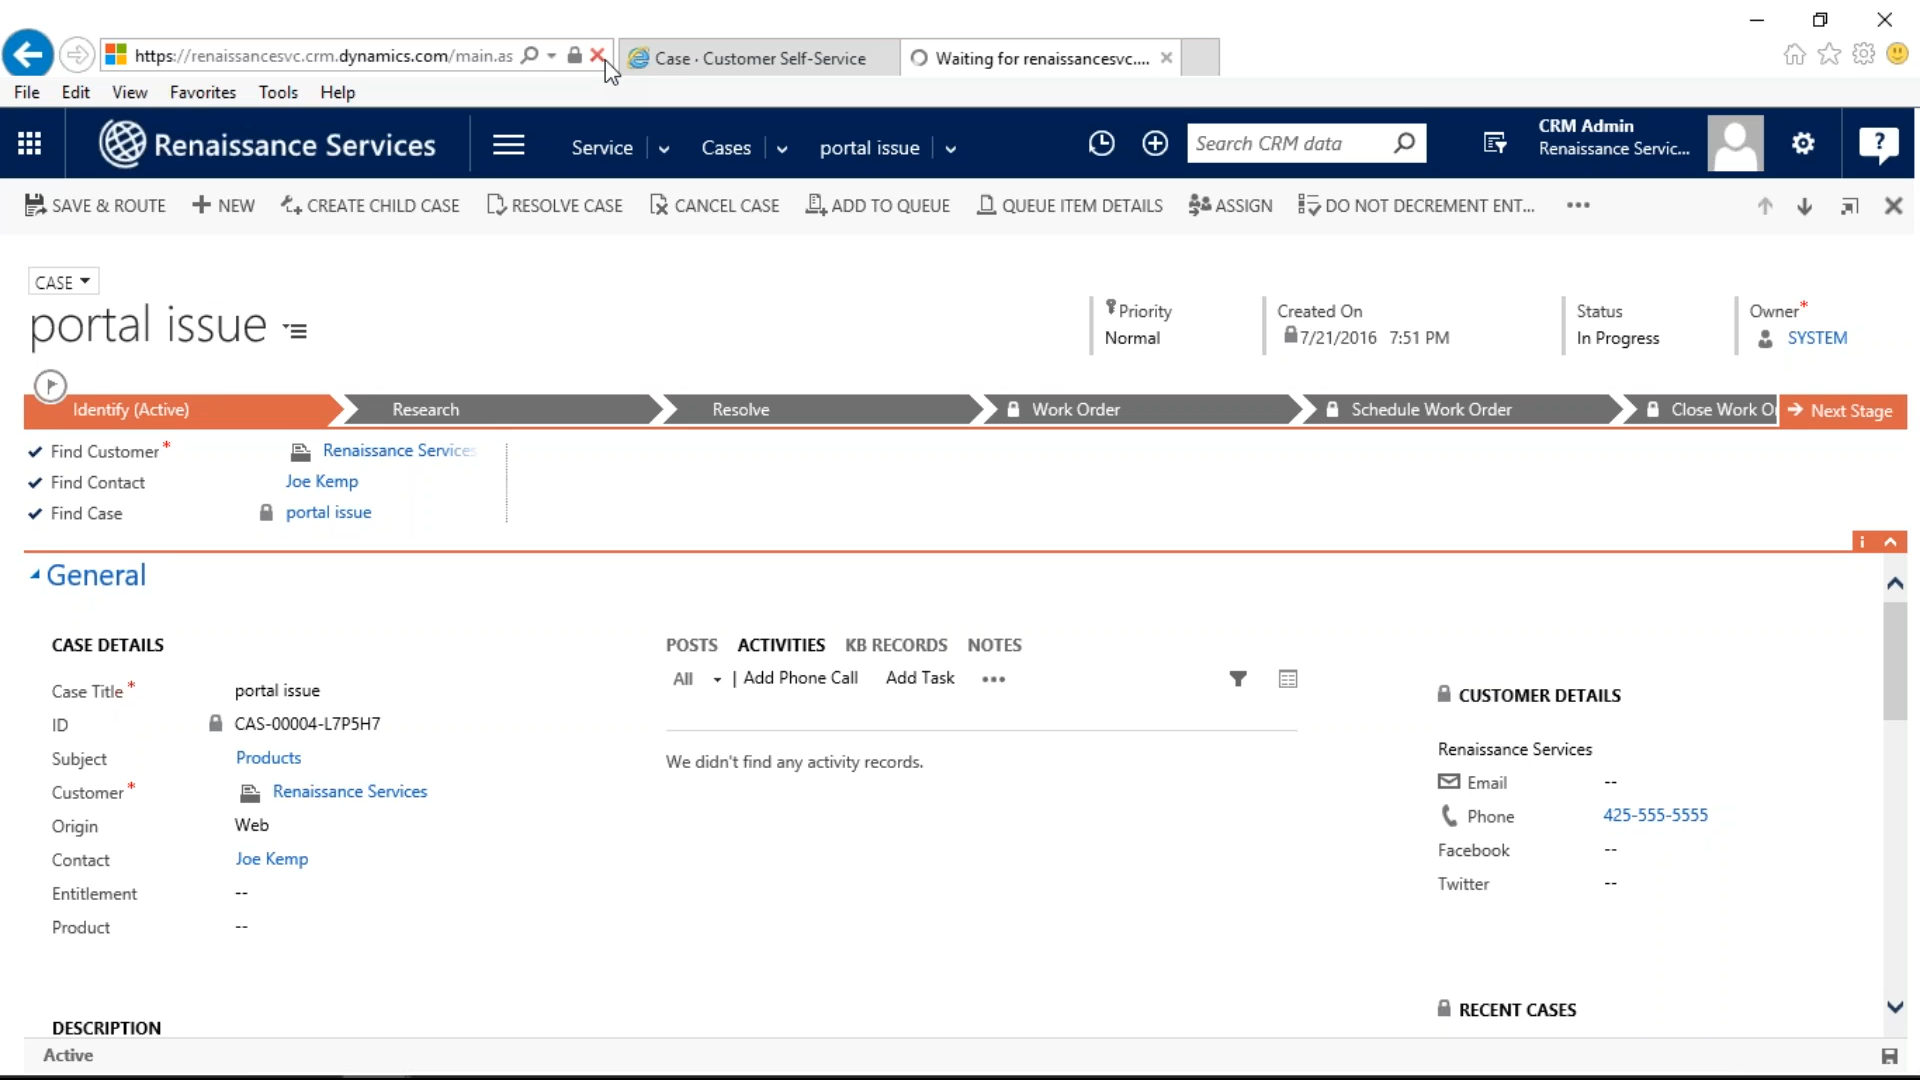 https://renaissancesvc.crm.dynamics.com/main.as
Case · Customer Self-Service
Waiting for renaissancesvc....
File Edit View Favorites Tools Help
Renaissance Services
Service Cases portal issue
Search CRM data
CRM Admin
Renaissance Servic...
SAVE & ROUTE NEW CREATE CHILD CASE RESOLVE CASE CANCEL CASE ADD TO QUEUE QUEUE ITEM DETAILS ASSIGN DO NOT DECREMENT ENT... •••
CASE
portal issue
Priority
Normal
Created On
7/21/2016 7:51 PM
Status
In Progress
Owner*
SYSTEM
Identify (Active) Research Resolve Work Order Schedule Work Order Close Work O Next Stage
Find Customer* Renaissance Services
Find Contact Joe Kemp
Find Case portal issue
General
CASE DETAILS
Case Title* portal issue
ID CAS-00004-L7P5H7
Subject Products
Customer* Renaissance Services
Origin Web
Contact Joe Kemp
Entitlement --
Product --
DESCRIPTION
POSTS ACTIVITIES KB RECORDS NOTES
All | Add Phone Call Add Task •••
We didn't find any activity records.
CUSTOMER DETAILS
Renaissance Services
Email --
Phone 425-555-5555
Facebook --
Twitter --
RECENT CASES
Active